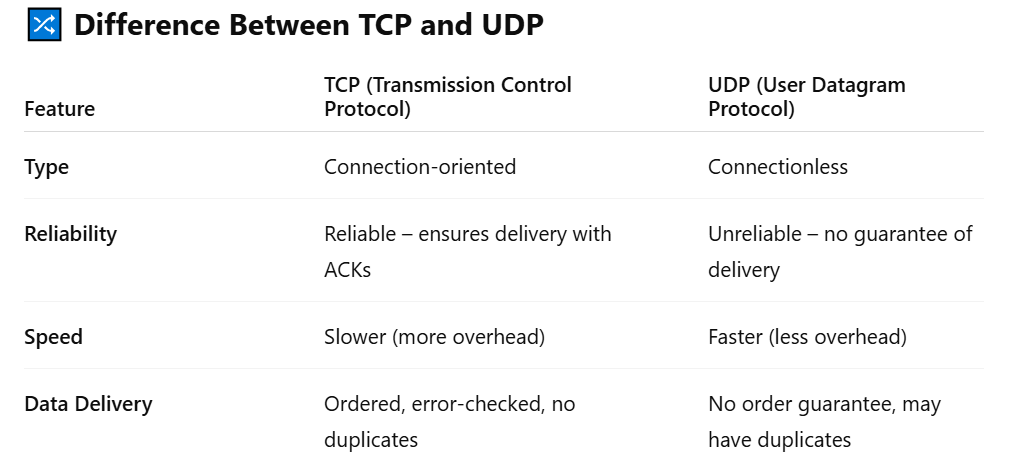 🔀 Difference Between TCP and UDP
Feature
TCP (Transmission Control
Protocol)
UDP (User Datagram
Protocol)
Type
Connection-oriented
Connectionless
Reliability
Reliable – ensures delivery with
ACKs
Unreliable – no guarantee of
delivery
Speed
Slower (more overhead)
Faster (less overhead)
Data Delivery
Ordered, error-checked, no
duplicates
No order guarantee, may
have duplicates